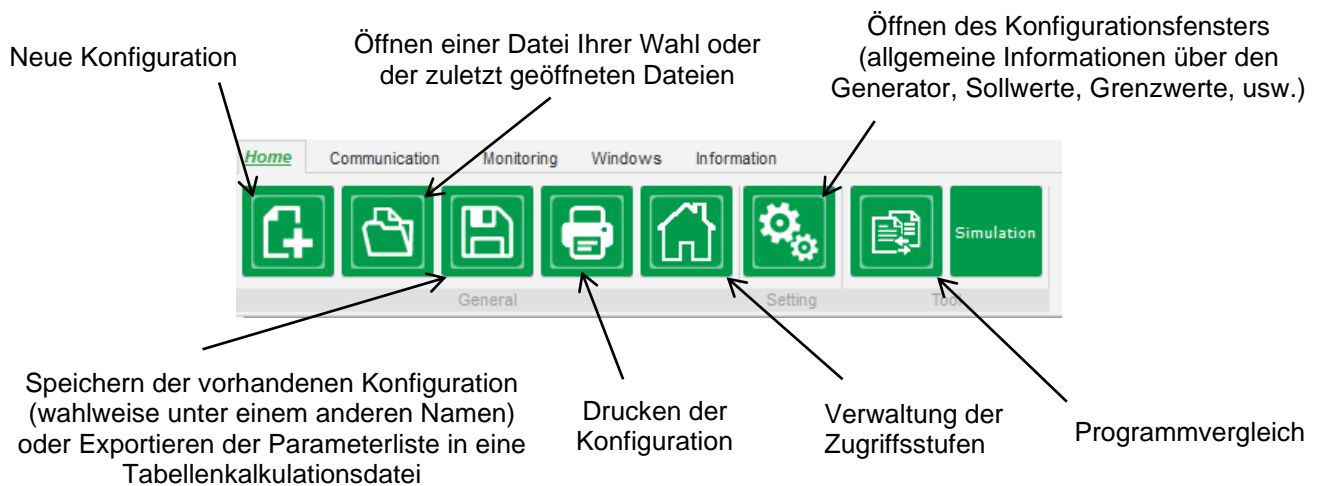 Neue Konfiguration
Öffnen einer Datei Ihrer Wahl oder
der zuletzt geöffneten Dateien
Öffnen des Konfigurationsfensters
(allgemeine Informationen über den
Generator, Sollwerte, Grenzwerte, usw.)
Home Communication Monitoring Windows Information
Simulation
General Setting Tool
Speichern der vorhandenen Konfiguration
(wahlweise unter einem anderen Namen)
oder Exportieren der Parameterliste in eine
Tabellenkalkulationsdatei
Drucken der
Konfiguration
Verwaltung der
Zugriffsstufen
Programmvergleich